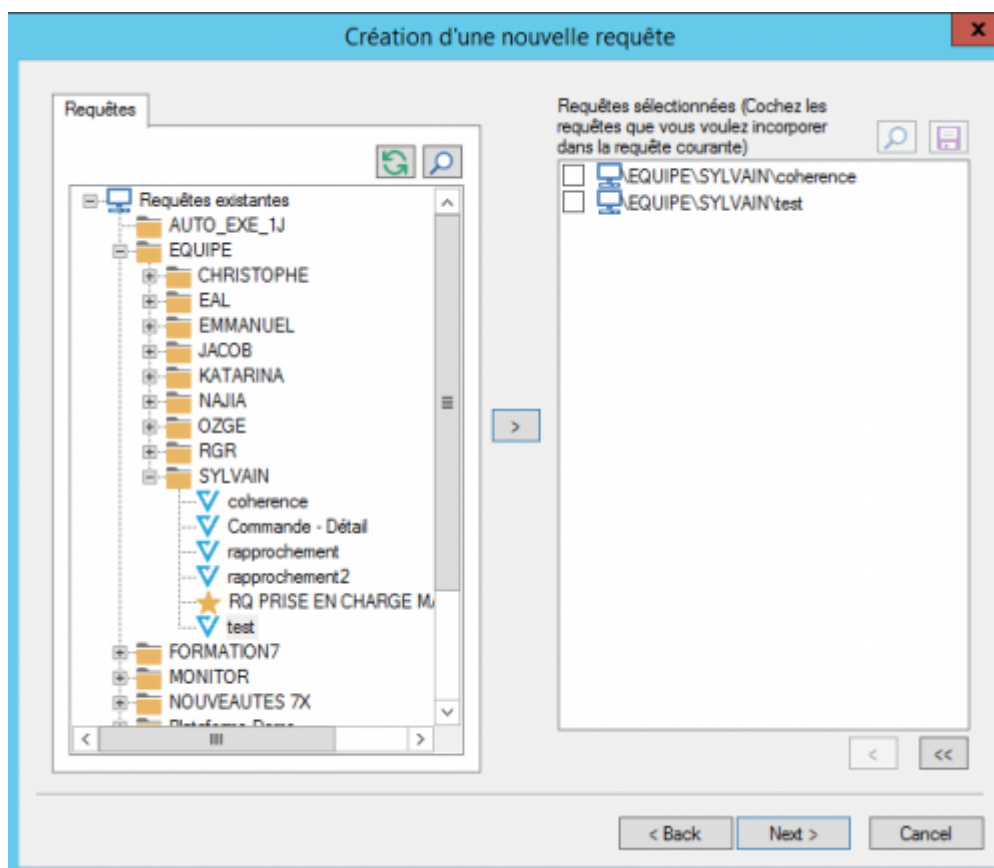 Création d'une nouvelle requête
x
Requêtes
Requêtes sélectionnées (Cochez les
requêtes que vous voulez incorporer
dans la requête courante)
Requêtes existantes
AUTO_EXE_1J
EQUIPE
CHRISTOPHE
EAL
EMMANUEL
JACOB
KATARINA
NAJIA
OZGE
RGR
SYLVAIN
coherence
Commande - Détail
rapprochement
rapprochement2
RQ PRISE EN CHARGE
test
FORMATION7
MONITOR
NOUVEAUTES 7X
>
\EQUIPE\SYLVAIN\coherence
\EQUIPE\SYLVAIN\test
<
<<
< Back
Next >
Cancel